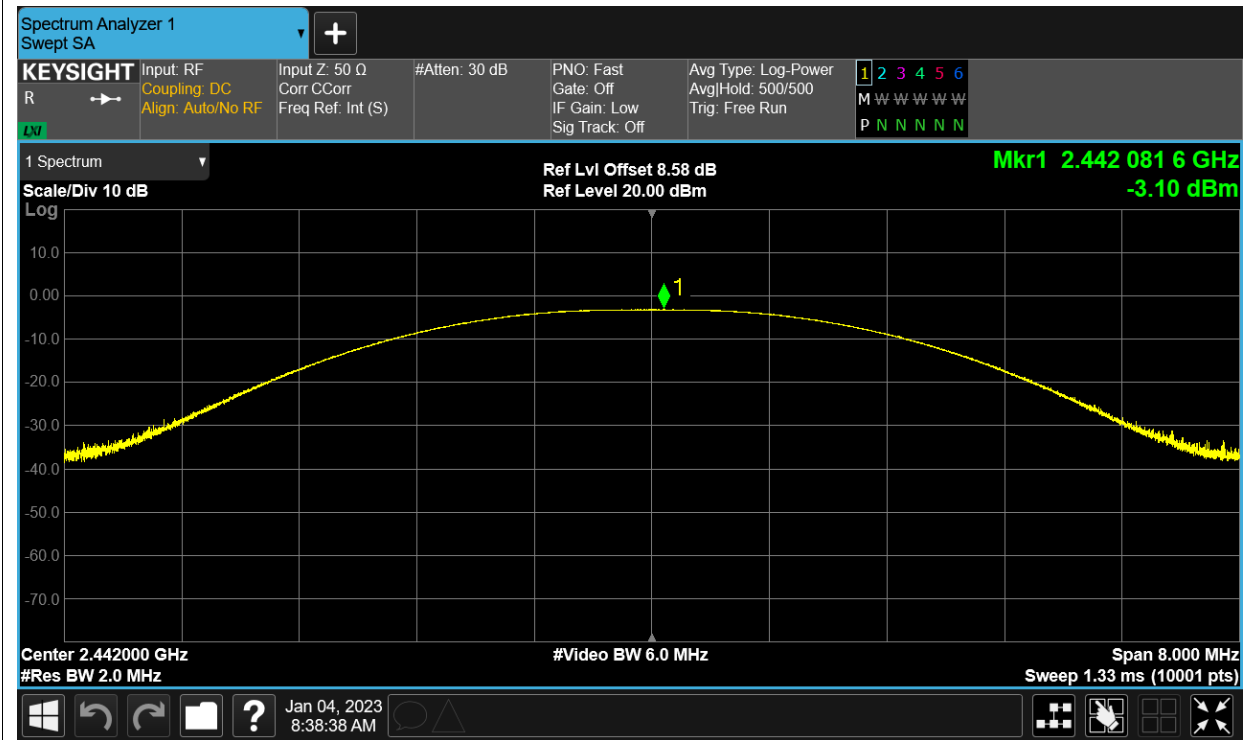 Spectrum Analyzer 1
Swept SA
KEYSIGHT
R
LXI
Input: RF
Coupling: DC
Align: Auto/No RF
Input Z: 50 Ω
Corr CCorr
Freq Ref: Int (S)
#Atten: 30 dB
PNO: Fast
Gate: Off
IF Gain: Low
Sig Track: Off
Avg Type: Log-Power
Avg|Hold: 500/500
Trig: Free Run
1 2 3 4 5 6
M W W W W W
P N N N N N
1 Spectrum
Scale/Div 10 dB
Log
Ref Lvl Offset 8.58 dB
Ref Level 20.00 dBm
Mkr1 2.442 081 6 GHz
-3.10 dBm
1
10.0
0.00
-10.0
-20.0
-30.0
-40.0
-50.0
-60.0
-70.0
Center 2.442000 GHz
#Res BW 2.0 MHz
#Video BW 6.0 MHz
Span 8.000 MHz
Sweep 1.33 ms (10001 pts)
?
Jan 04, 2023
8:38:38 AM